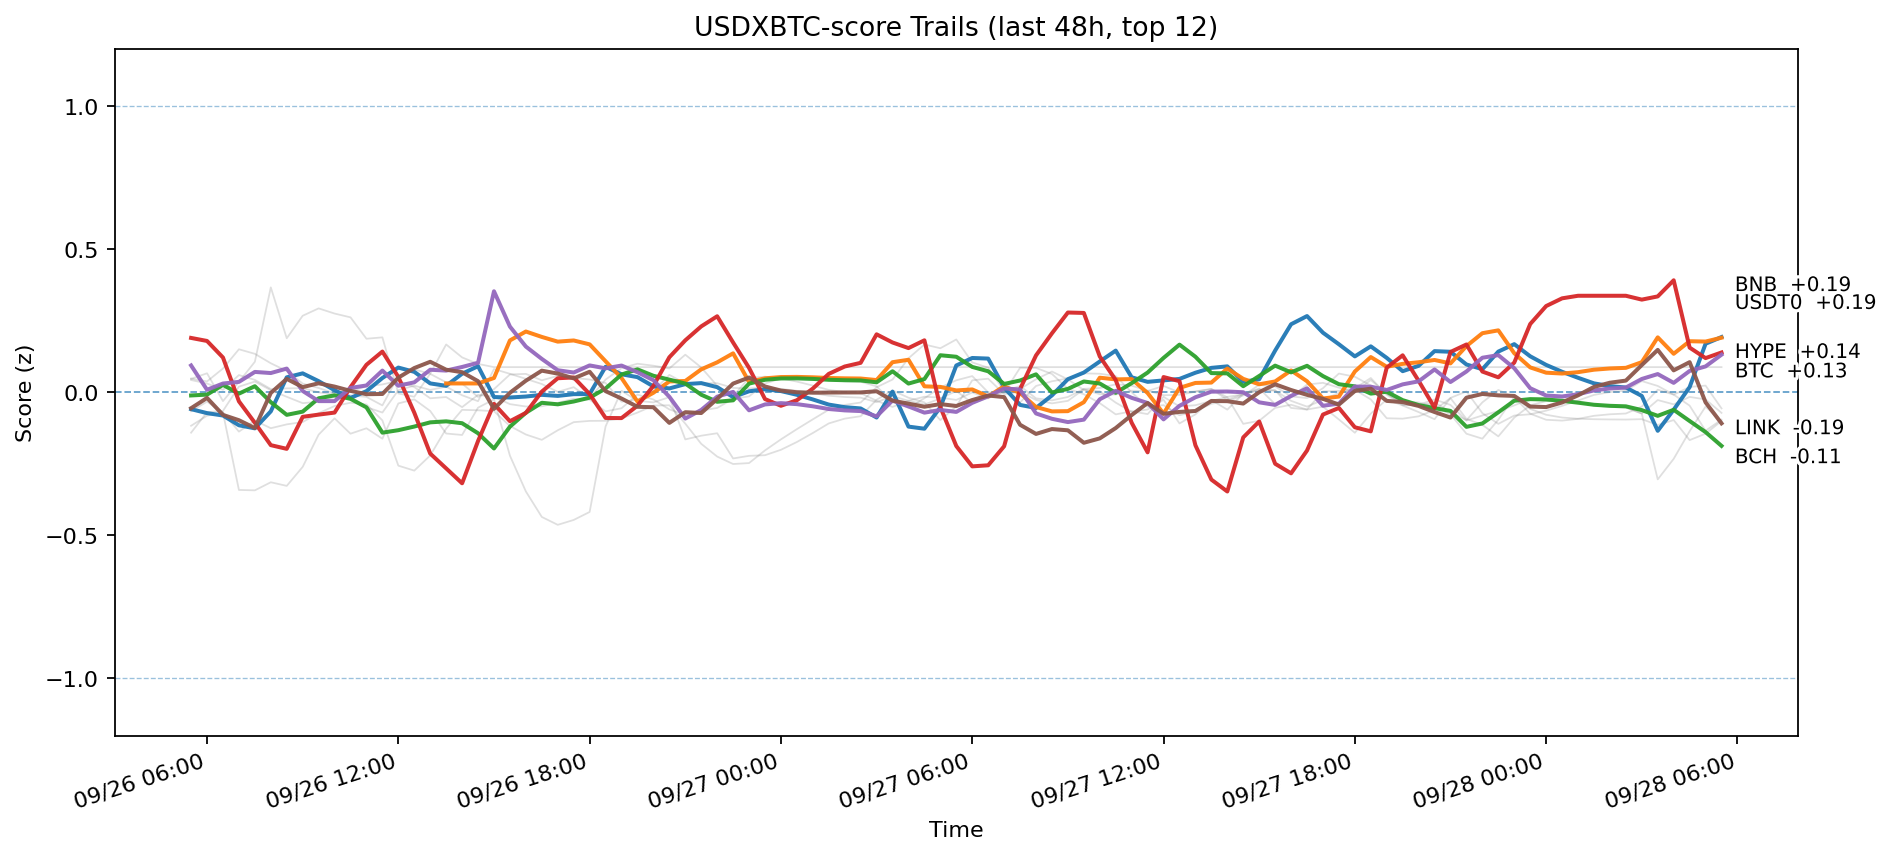 USDXBTC-score Trails (last 48h, top 12)
Score (z)
1.0
0.5
0.0
−0.5
−1.0
BNB +0.19
USDT0 +0.19
HYPE +0.14
BTC +0.13
LINK -0.19
BCH -0.11
09/26 06:00
09/26 12:00
09/26 18:00
09/27 00:00
09/27 06:00
09/27 12:00
09/27 18:00
09/28 00:00
09/28 06:00
Time